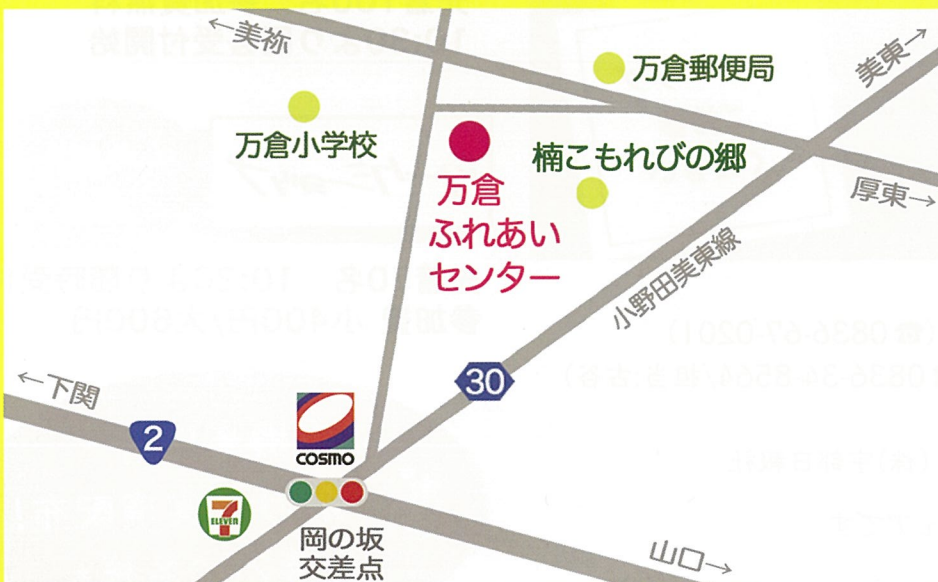 ←美祢
美東→
万倉郵便局
万倉小学校
楠こもれびの郷
厚東→
万倉
ふれあい
センター
小野田美東線
30
←下関
2
COSMO
7
ELEVEN
岡の坂
交差点
山口→